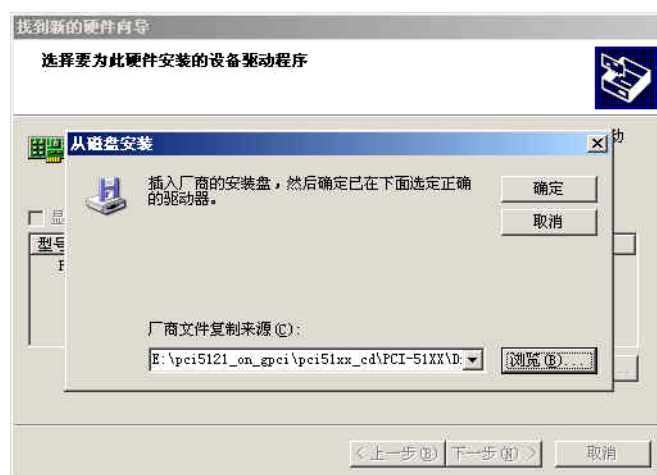 找到新的硬件向导
选择要为此硬件安装的设备驱动程序
从磁盘安装
插入厂商的安装盘，然后确定已在下面选定正确
的驱动器。
确定
取消
显
型号
厂商文件复制来源(C):
E:\pci5121_on_gpci\pci51xx_cd\PCI-51XX\D:
浏览(B)...
<上一步(B)
下一步(N)>
取消